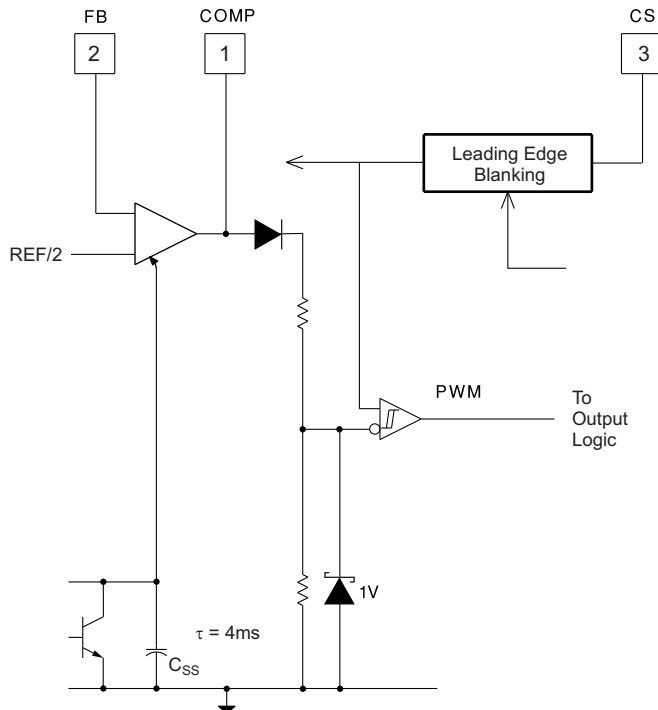 FB
COMP
CS
2
1
3
Leading Edge
Blanking
REF/2
PWM
To
Output
Logic
1V
τ = 4ms
CSS